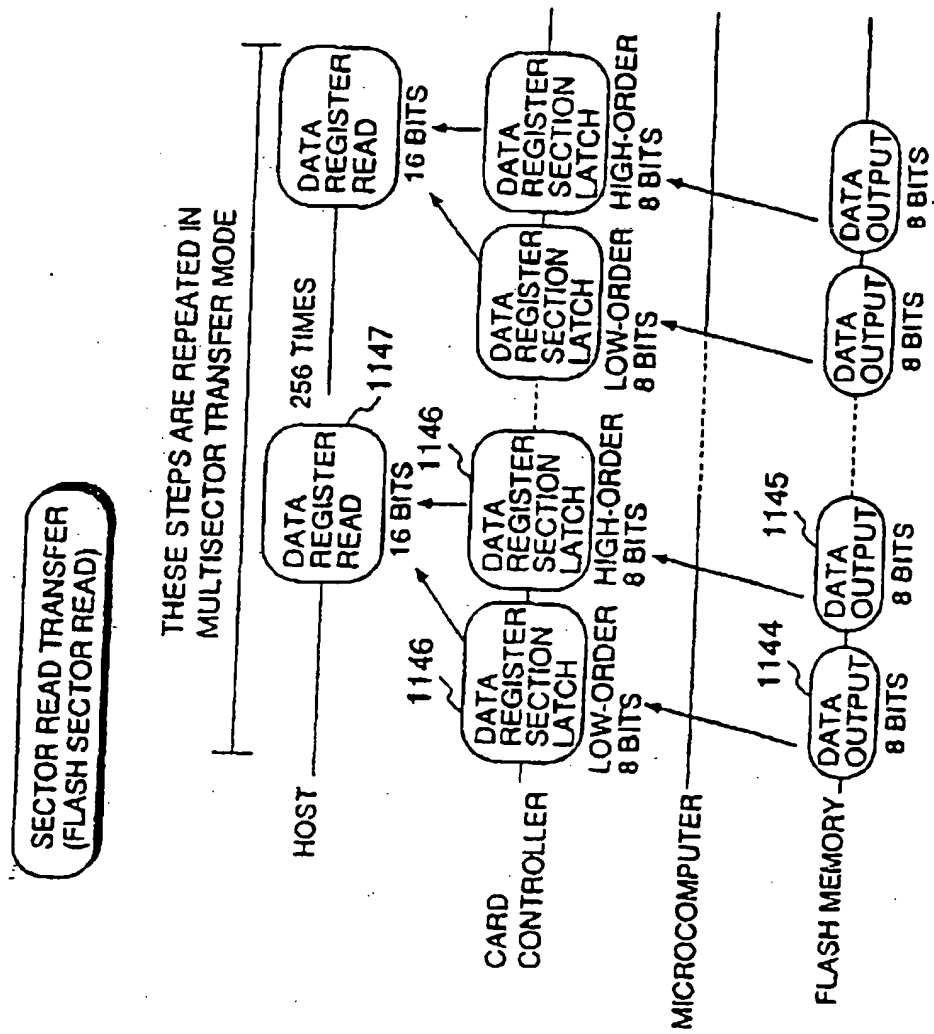 SECTOR READ TRANSFER
(FLASH SECTOR READ)
THESE STEPS ARE REPEATED IN
MULTISECTOR TRANSFER MODE
HOST
DATA
REGISTER
READ
1147
256 TIMES
DATA
REGISTER
READ
16 BITS
16 BITS
CARD
CONTROLLER
1146
DATA
REGISTER
SECTION
LATCH
LOW-ORDER
8 BITS
1146
DATA
REGISTER
SECTION
LATCH
HIGH-ORDER
8 BITS
DATA
REGISTER
SECTION
LATCH
LOW-ORDER
8 BITS
DATA
REGISTER
SECTION
LATCH
HIGH-ORDER
8 BITS
MICROCOMPUTER
FLASH MEMORY
1144
DATA
OUTPUT
8 BITS
1145
DATA
OUTPUT
8 BITS
DATA
OUTPUT
8 BITS
DATA
OUTPUT
8 BITS